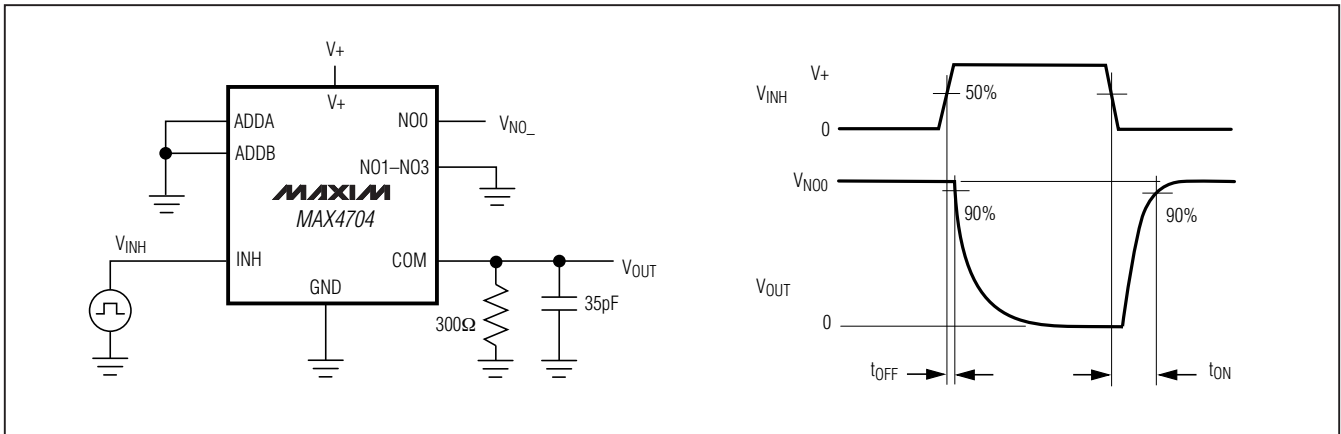 V+
V+
ADDA
NO0
V_NO_
ADDB
NO1–NO3
MAXIM
MAX4704
V_INH
INH
COM
V_OUT
GND
300Ω
35pF
V+
V_INH
50%
0
V_NO0
90%
90%
V_OUT
0
t_OFF
t_ON